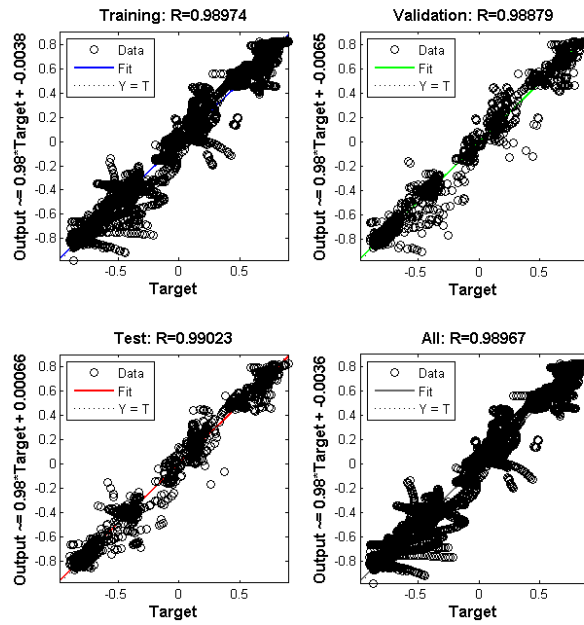 Training: R=0.98974
Output ~= 0.98*Target + -0.0038
Data
Fit
Y = T
0.8
0.6
0.4
0.2
0
-0.2
-0.4
-0.6
-0.8
-0.5
0
0.5
Target
Validation: R=0.98879
Output ~= 0.98*Target + -0.0065
Data
Fit
Y = T
0.8
0.6
0.4
0.2
0
-0.2
-0.4
-0.6
-0.8
-0.5
0
0.5
Target
Test: R=0.99023
Output ~= 0.98*Target + 0.00066
Data
Fit
Y = T
0.8
0.6
0.4
0.2
0
-0.2
-0.4
-0.6
-0.8
-0.5
0
0.5
Target
All: R=0.98967
Output ~= 0.98*Target + -0.0036
Data
Fit
Y = T
0.8
0.6
0.4
0.2
0
-0.2
-0.4
-0.6
-0.8
-0.5
0
0.5
Target